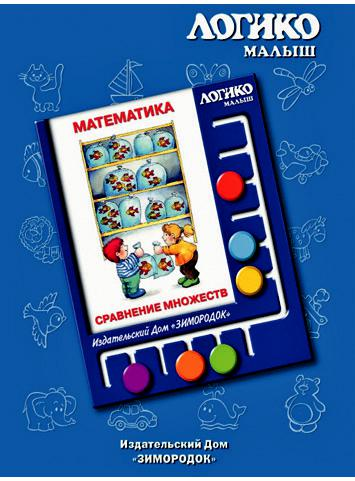 ЛОГИКО
МАЛЫШ
МАТЕМАТИКА
ЛОГИКО
МАЛЫШ
СРАВНЕНИЕ МНОЖЕСТВ
Издательский Дом «ЗИМОРОДОК»
Издательский Дом
«ЗИМОРОДОК»